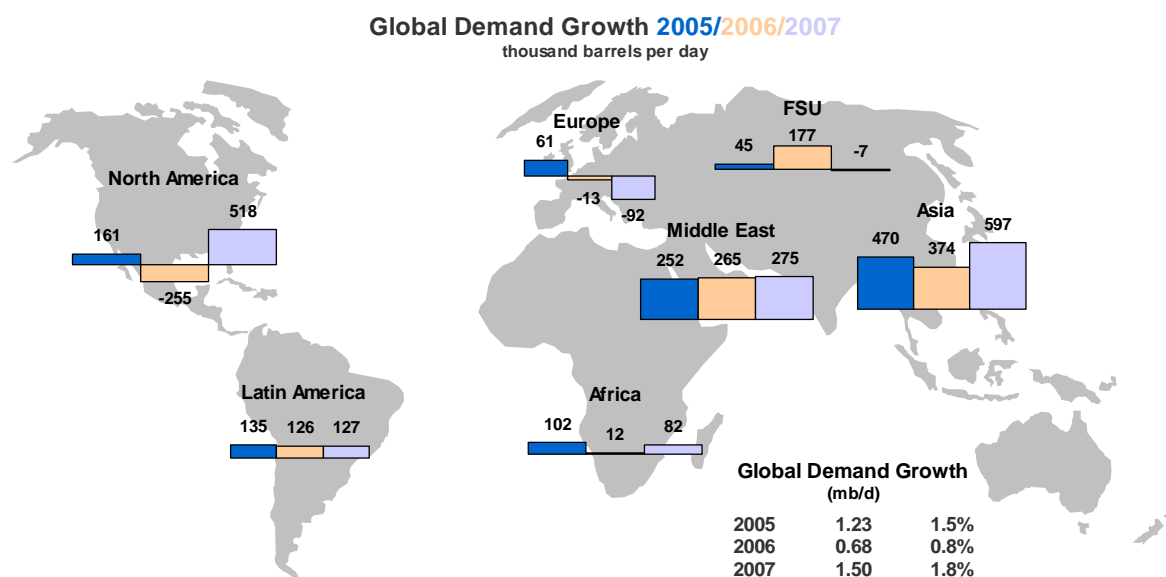 Global Demand Growth 2005/2006/2007
thousand barrels per day
North America
161
-255
518
Latin America
135 126 127
Europe
61
-13
-92
FSU
45
177
-7
Middle East
252 265 275
Asia
470
374
597
Africa
102
12
82
Global Demand Growth
(mb/d)
2005 1.23 1.5%
2006 0.68 0.8%
2007 1.50 1.8%